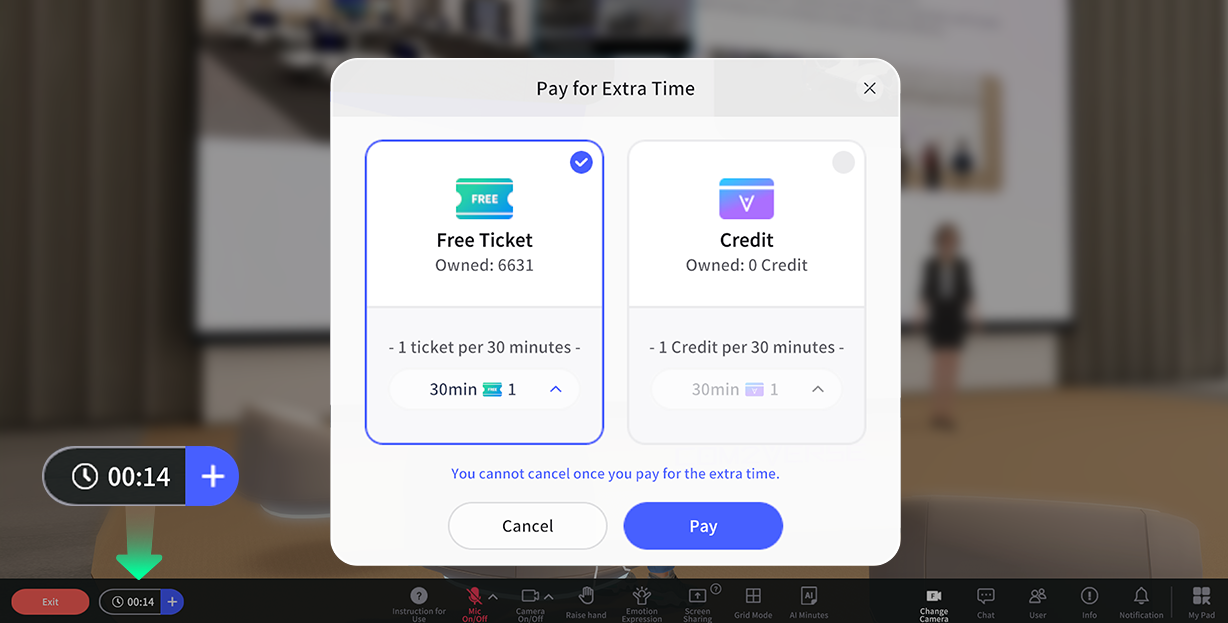 Pay for Extra Time
FREE
Free Ticket
Owned: 6631
- 1 ticket per 30 minutes -
30min FREE 1
Credit
Owned: 0 Credit
- 1 Credit per 30 minutes -
30min 1
You cannot cancel once you pay for the extra time.
Cancel
Pay
00:14
Exit
00:14
Instruction for
Use
Mic
On/Off
Camera
On/Off
Raise hand
Emotion
Expression
Screen
Sharing
Grid Mode
AI Minutes
Change
Camera
Chat
User
Info
Notification
My Pad